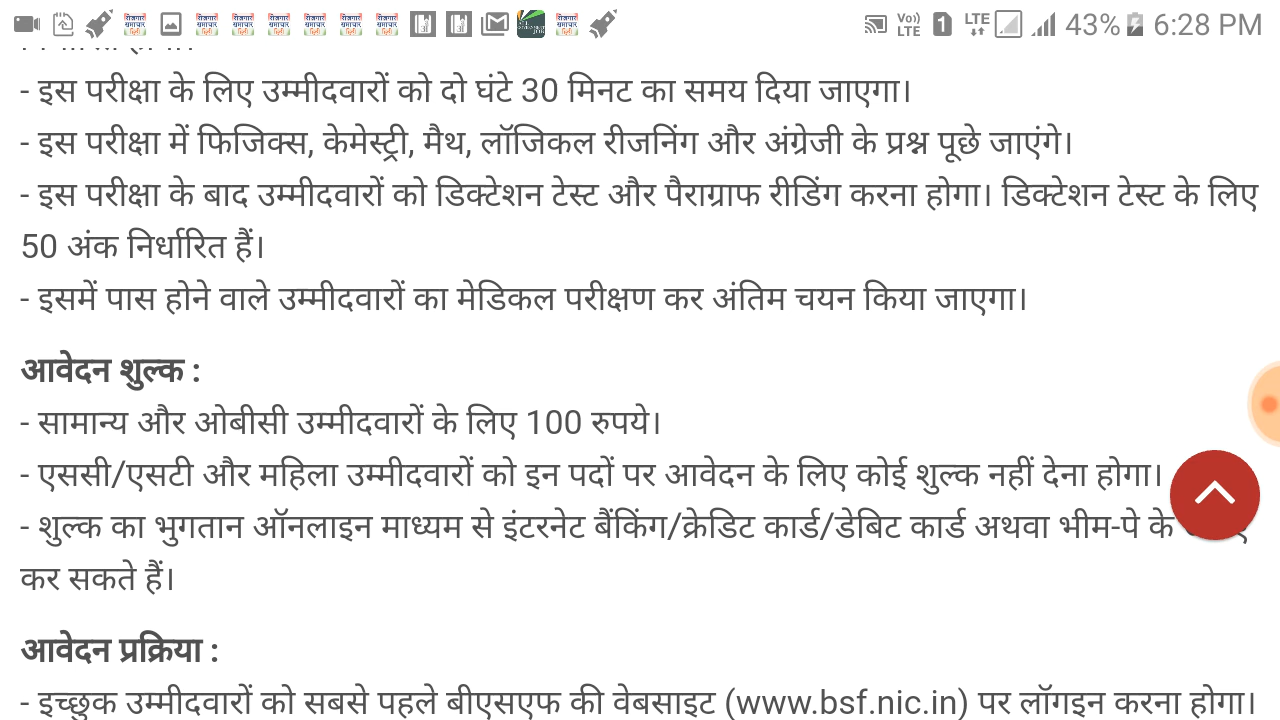 43% 6:28 PM
- इस परीक्षा के लिए उम्मीदवारों को दो घंटे 30 मिनट का समय दिया जाएगा।
- इस परीक्षा में फिजिक्स, केमेस्ट्री, मैथ, लॉजिकल रीजनिंग और अंग्रेजी के प्रश्न पूछे जाएंगे।
- इस परीक्षा के बाद उम्मीदवारों को डिक्टेशन टेस्ट और पैराग्राफ रीडिंग करना होगा। डिक्टेशन टेस्ट के लिए
50 अंक निर्धारित हैं।
- इसमें पास होने वाले उम्मीदवारों का मेडिकल परीक्षण कर अंतिम चयन किया जाएगा।
आवेदन शुल्क :
- सामान्य और ओबीसी उम्मीदवारों के लिए 100 रुपये।
- एससी/एसटी और महिला उम्मीदवारों को इन पदों पर आवेदन के लिए कोई शुल्क नहीं देना होगा।
- शुल्क का भुगतान ऑनलाइन माध्यम से इंटरनेट बैंकिंग/क्रेडिट कार्ड/डेबिट कार्ड अथवा भीम-पे के
कर सकते हैं।
आवेदन प्रक्रिया :
- इच्छुक उम्मीदवारों को सबसे पहले बीएसएफ की वेबसाइट (www.bsf.nic.in) पर लॉगइन करना होगा।